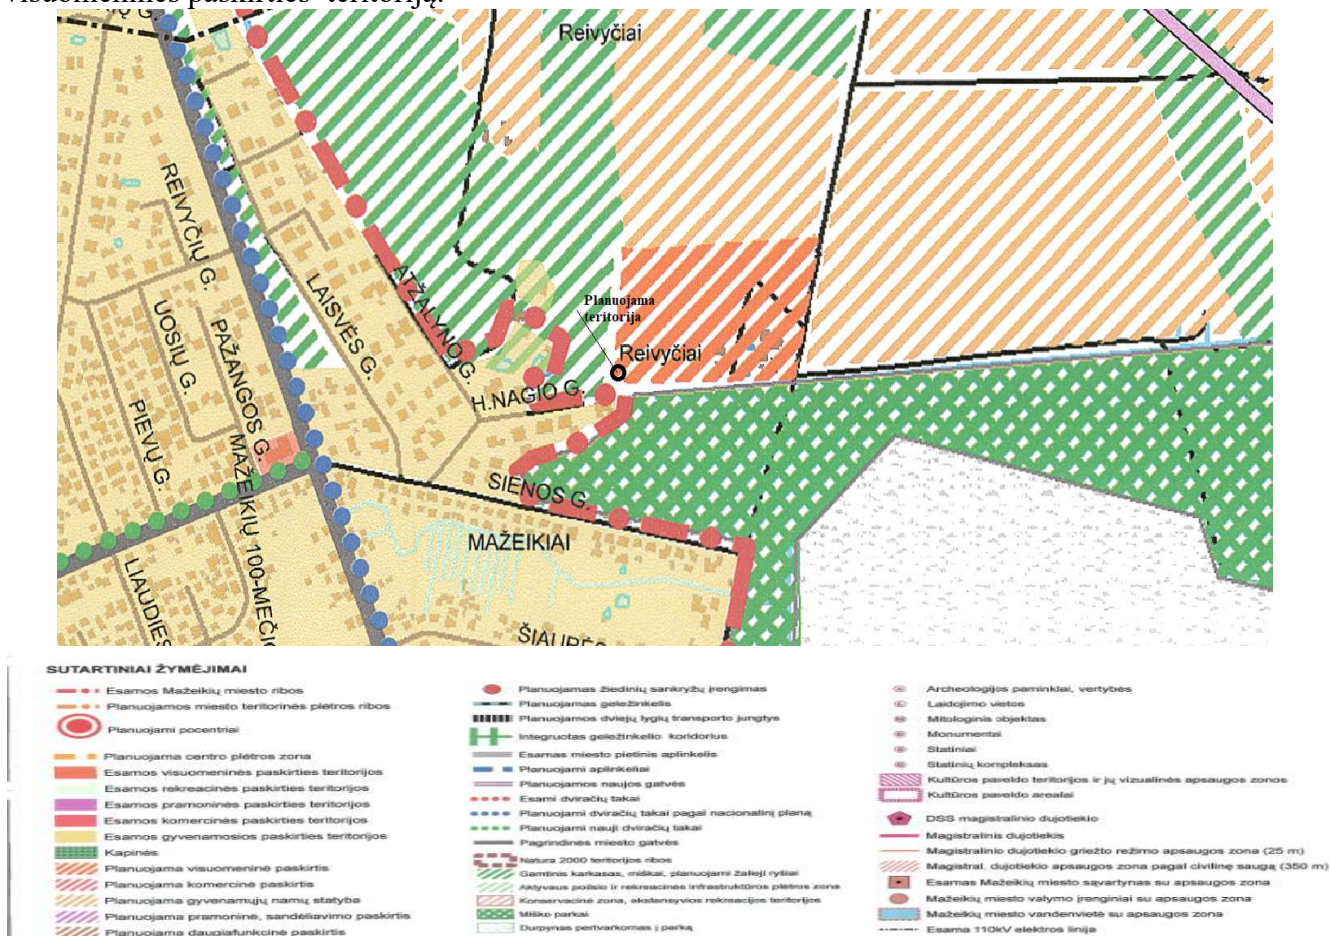 visuomeninės paskirties teritoriją.
Reivyčiai
REIVYČIŲ G.
LAISVĖS G.
ATŽALYNO G.
UOSIŲ G.
PAŽANGOS G.
PIEVŲ G.
MAŽEIKIŲ 100-MEČIO
LIAUDIES
H.NAGIO G.
SIENOS G.
MAŽEIKIAI
ŠIAURĖS
Planuojama
teritorija
Reivyčiai
SUTARTINIAI ŽYMĖJIMAI
Esamos Mažeikių miesto ribos
Planuojamos miesto teritorinės plėtros ribos
Planuojami pocentriai
Planuojama centro plėtros zona
Esamos visuomeninės paskirties teritorijos
Esamos rekreacinės paskirties teritorijos
Esamos pramoninės paskirties teritorijos
Esamos komercinės paskirties teritorijos
Esamos gyvenamosios paskirties teritorijos
Kapinės
Planuojama visuomeninė paskirtis
Planuojama komercinė paskirtis
Planuojama gyvenamųjų namų statyba
Planuojama pramoninė, sandėliavimo paskirtis
Planuojama daugiafunkcinė paskirtis
Planuojamas žiedinių sankryžų įrengimas
Planuojamas geležinkelis
Planuojamos dviejų lygių transporto jungtys
Integruotas geležinkelio koridorius
Esamas miesto pietinis aplinkelis
Planuojami aplinkeliai
Planuojamos naujos gatvės
Esami dviračių takai
Planuojami dviračių takai pagal nacionalinį planą
Planuojami nauji dviračių takai
Pagrindinės miesto gatvės
Natura 2000 teritorijos ribos
Gamtinis karkasas, miškai, planuojami žalieji ryšiai
Aktyvaus poilsio ir rekreacinės infrastruktūros plėtros zona
Konservacinė zona, ekstensyvios rekreacijos teritorijos
Miško parkai
Durpynas pertvarkomas į parką
Archeologijos paminklai, vertybės
Laidojimo vietos
Mitologinis objektas
Monumentai
Statiniai
Statinių kompleksas
Kultūros paveldo teritorijos ir jų vizualinės apsaugos zonos
Kultūros paveldo arealai
DSS magistralinio dujotiekio
Magistralinis dujotiekis
Magistralinio dujotiekio griežto režimo apsaugos zona (25 m)
Magistral. dujotiekio apsaugos zona pagal civilinę saugą (350 m)
Esamas Mažeikių miesto sąvartynas su apsaugos zona
Mažeikių miesto valymo įrenginiai su apsaugos zona
Mažeikių miesto vandenvietė su apsaugos zona
Esama 110kV elektros linija